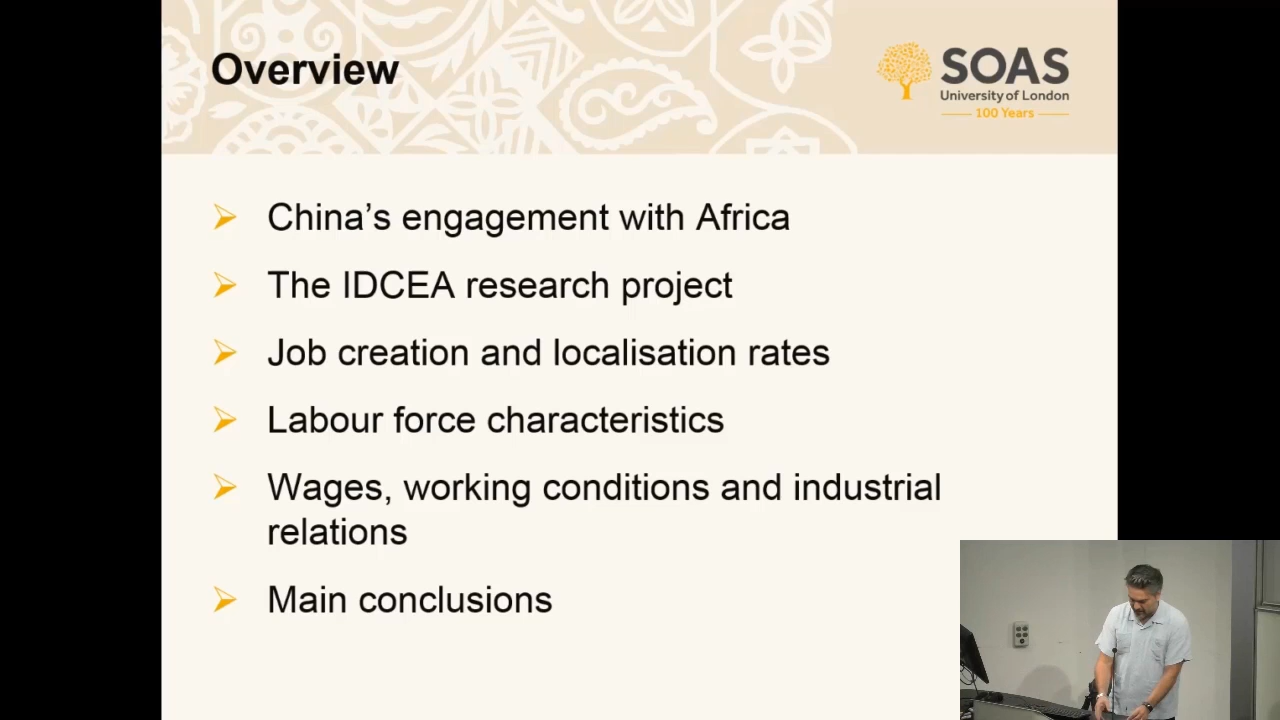 Overview
SOAS
University of London
100 Years
China’s engagement with Africa
The IDCEA research project
Job creation and localisation rates
Labour force characteristics
Wages, working conditions and industrial
relations
Main conclusions